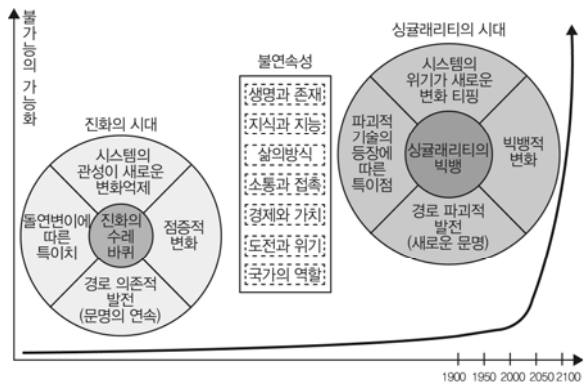 불가능의 가능화
진화의 시대
시스템의
관성이 새로운
변화억제
돌연변이에
따른
특이치
진화의
수레
바퀴
점증적
변화
경로 의존적
발전
(문명의 연속)
불연속성
생명과 존재
지식과 지능
삶의방식
소통과 접촉
경제와 가치
도전과 위기
국가의 역할
싱귤래리티의 시대
시스템의
위기가 새로운
변화 티핑
파괴적
기술의
등장에
따른
특이점
싱귤래리티의
빅뱅
빅뱅적
변화
경로 파괴적
발전
(새로운 문명)
1900 1950 2000 2050 2100